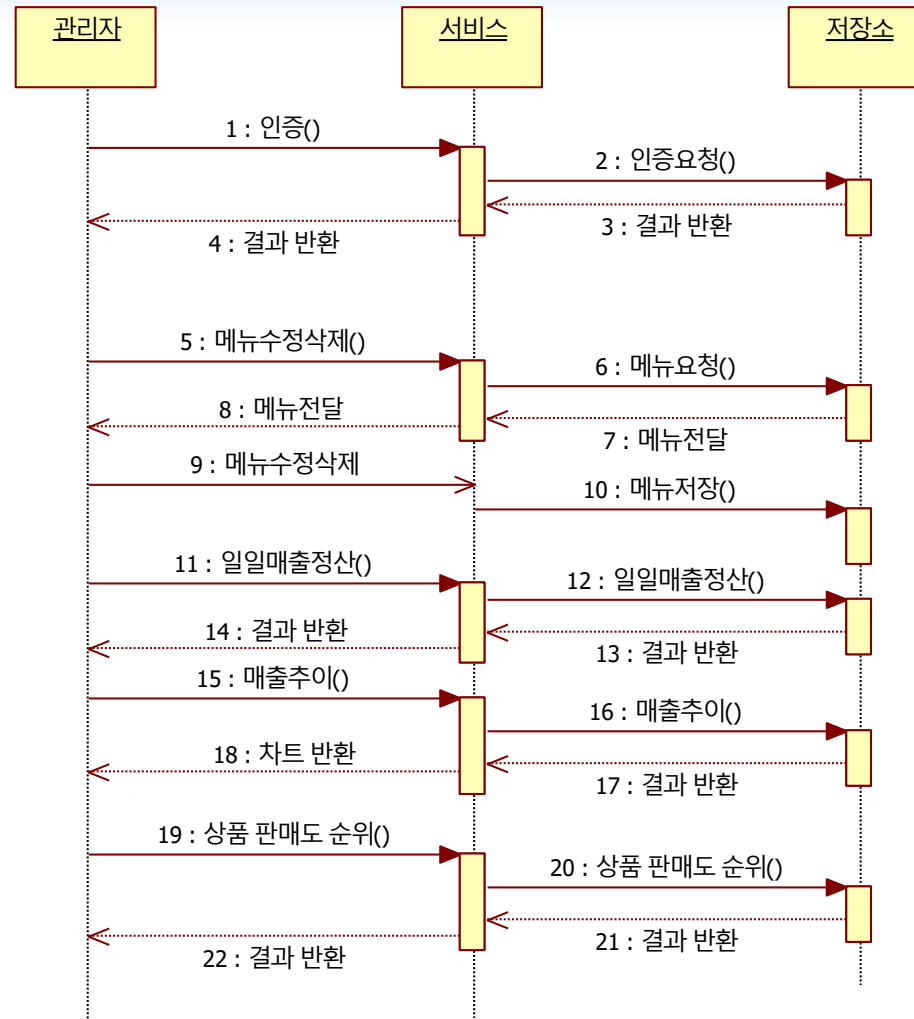 관리자
서비스
저장소
1 : 인증()
2 : 인증요청()
3 : 결과 반환
4 : 결과 반환
5 : 메뉴수정삭제()
6 : 메뉴요청()
8 : 메뉴전달
7 : 메뉴전달
9 : 메뉴수정삭제
10 : 메뉴저장()
11 : 일일매출정산()
12 : 일일매출정산()
14 : 결과 반환
13 : 결과 반환
15 : 매출추이()
16 : 매출추이()
18 : 차트 반환
17 : 결과 반환
19 : 상품 판매도 순위()
20 : 상품 판매도 순위()
21 : 결과 반환
22 : 결과 반환